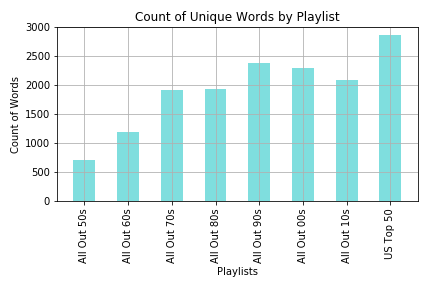 Count of Unique Words by Playlist
Count of Words
3000
2500
2000
1500
1000
500
0
All Out 50s
All Out 60s
All Out 70s
All Out 80s
All Out 90s
All Out 00s
All Out 10s
US Top 50
Playlists